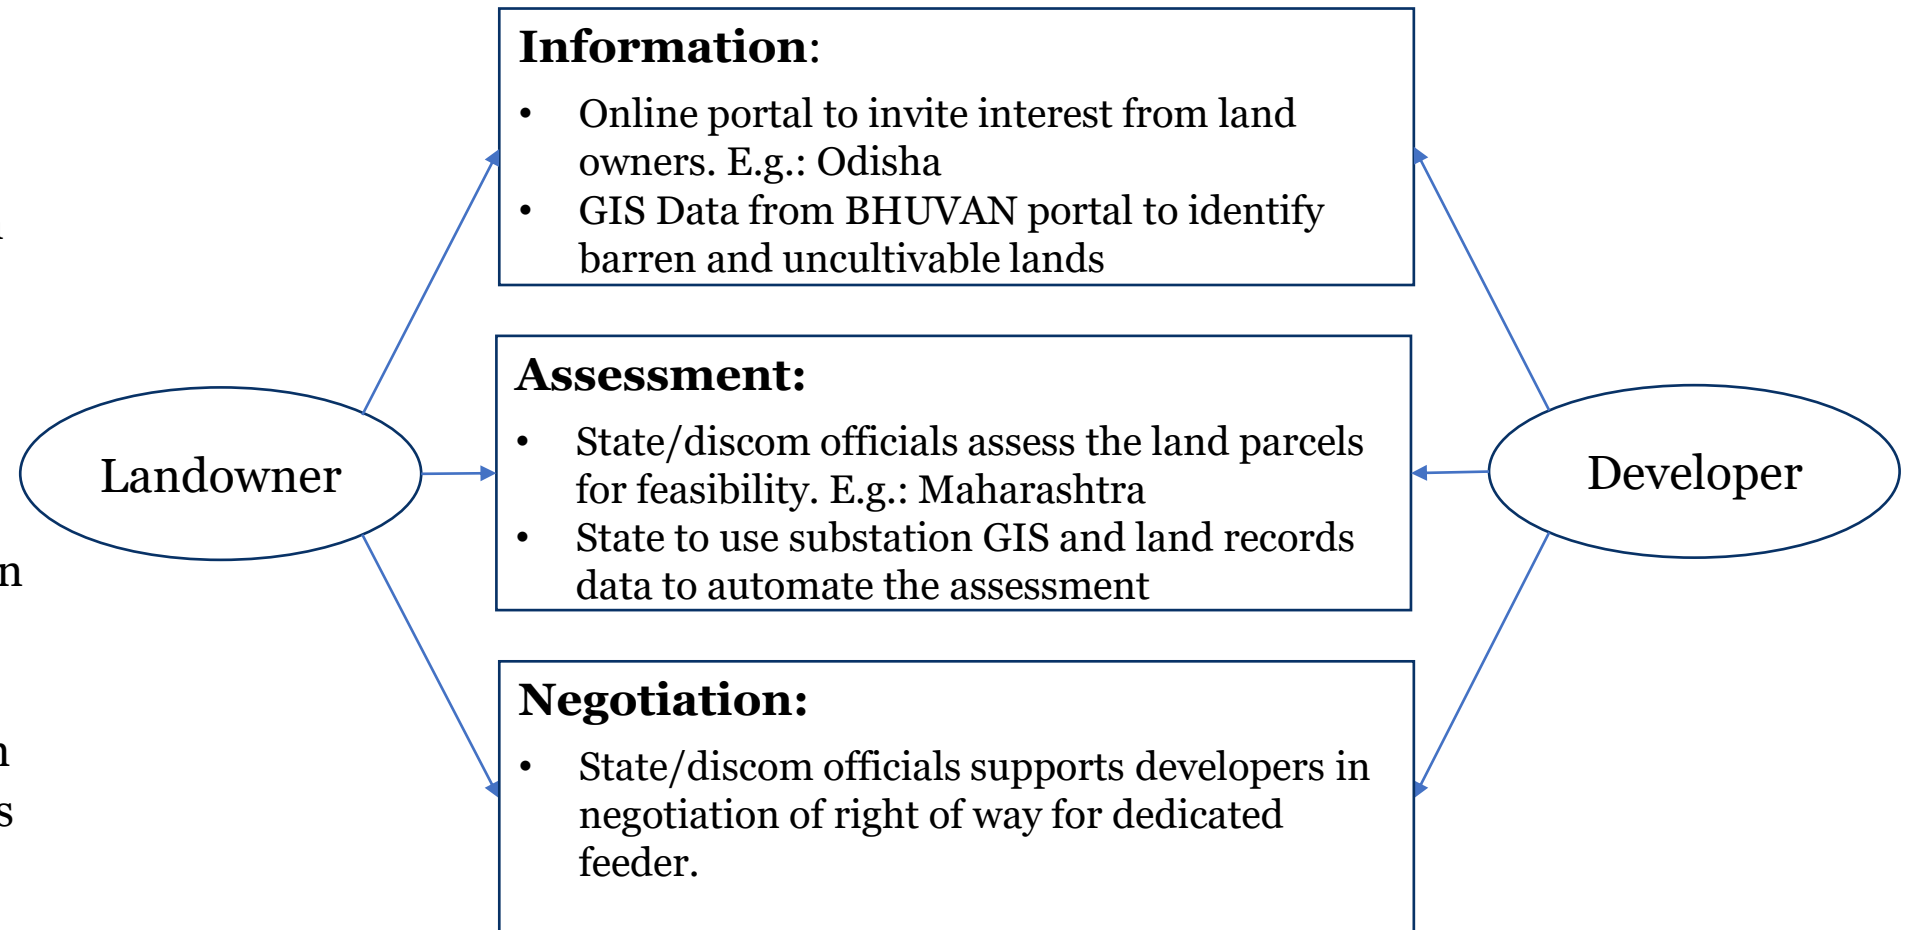 Information:
• Online portal to invite interest from land
owners. E.g.: Odisha
• GIS Data from BHUVAN portal to identify
barren and uncultivable lands
Assessment:
• State/discom officials assess the land parcels
for feasibility. E.g.: Maharashtra
• State to use substation GIS and land records
data to automate the assessment
Landowner
Developer
Negotiation:
• State/discom officials supports developers in
negotiation of right of way for dedicated
feeder.